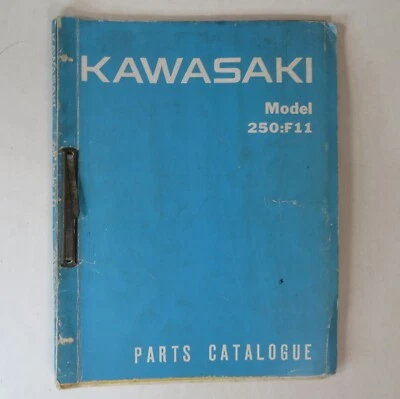 KAWASAKI
Model
250:F11
PARTS CATALOGUE